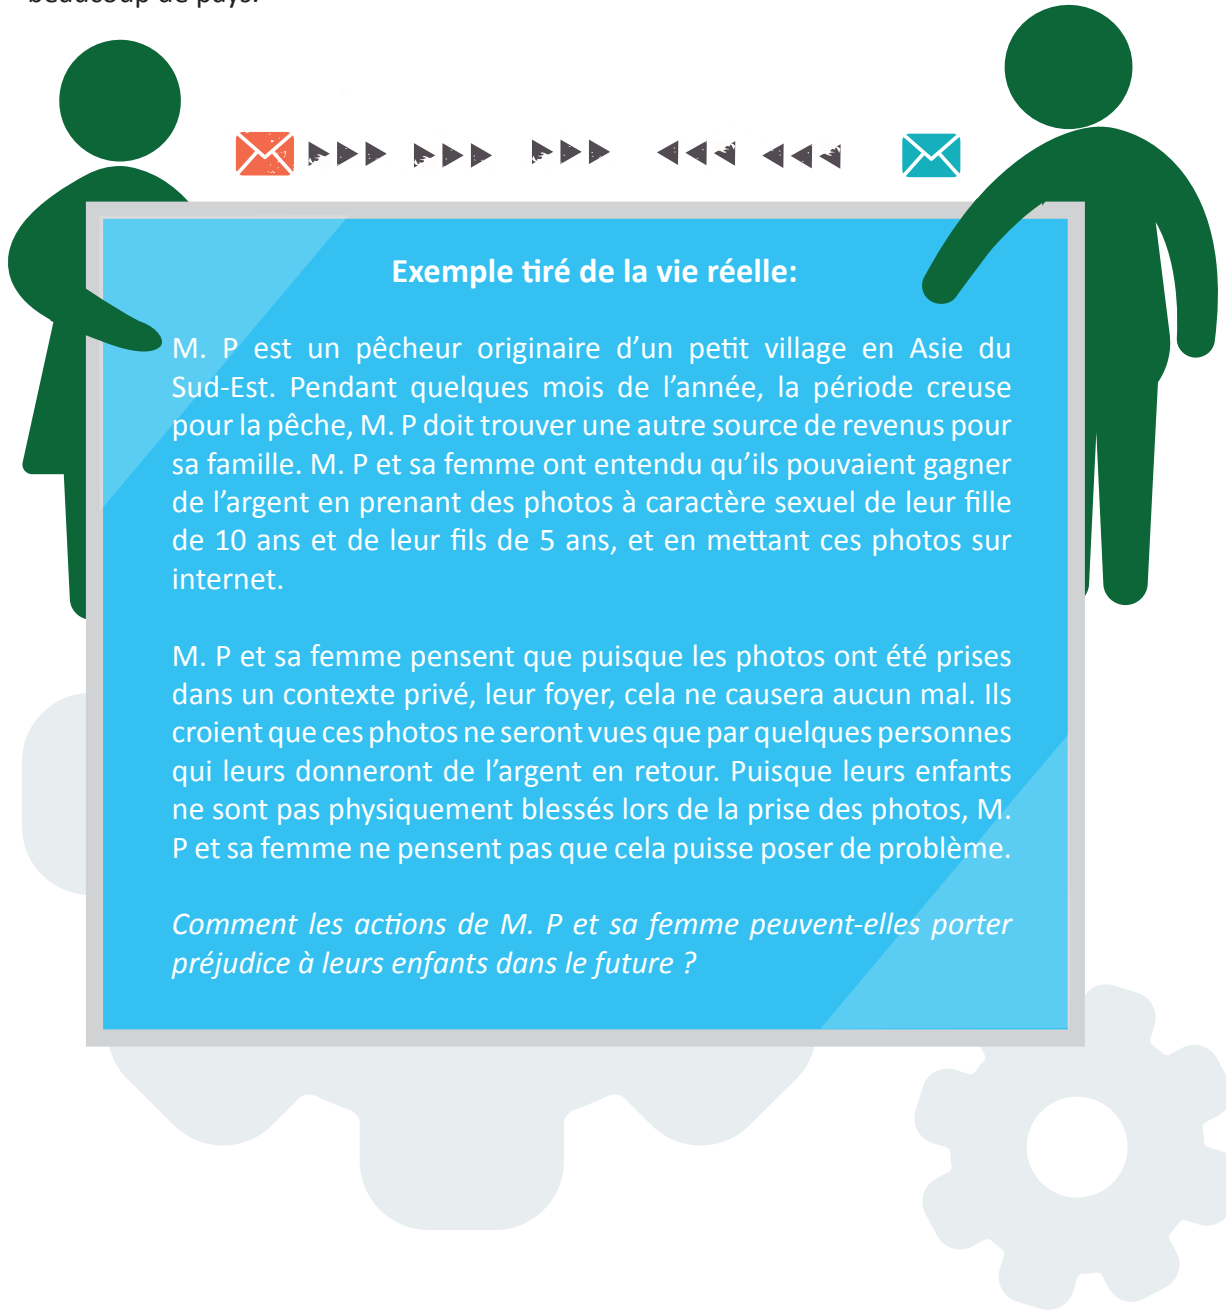 beaucoup de pays.
Exemple tiré de la vie réelle:
M. P est un pêcheur originaire d’un petit village en Asie du
Sud-Est. Pendant quelques mois de l’année, la période creuse
pour la pêche, M. P doit trouver une autre source de revenus pour
sa famille. M. P et sa femme ont entendu qu’ils pouvaient gagner
de l’argent en prenant des photos à caractère sexuel de leur fille
de 10 ans et de leur fils de 5 ans, et en mettant ces photos sur
internet.
M. P et sa femme pensent que puisque les photos ont été prises
dans un contexte privé, leur foyer, cela ne causera aucun mal. Ils
croient que ces photos ne seront vues que par quelques personnes
qui leurs donneront de l’argent en retour. Puisque leurs enfants
ne sont pas physiquement blessés lors de la prise des photos, M.
P et sa femme ne pensent pas que cela puisse poser de problème.
Comment les actions de M. P et sa femme peuvent-elles porter
préjudice à leurs enfants dans le future ?